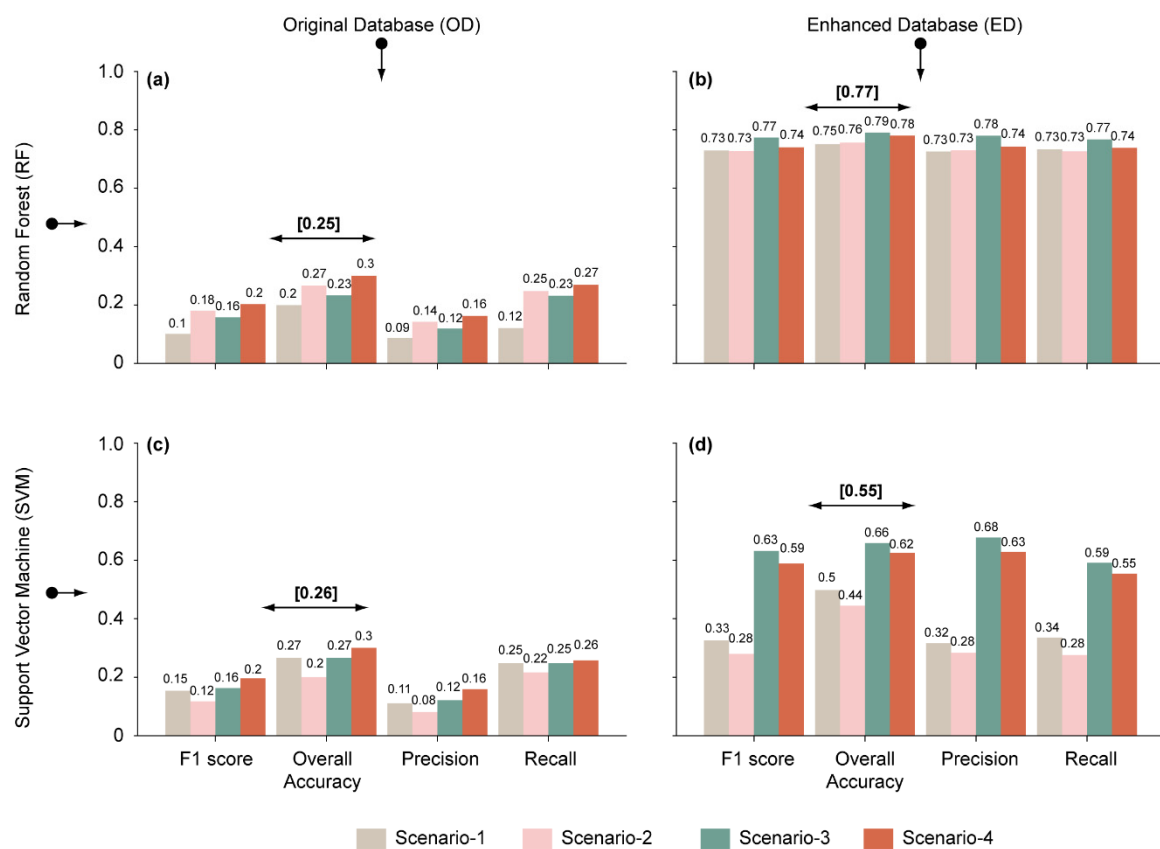 Original Database (OD)
Enhanced Database (ED)
Random Forest (RF)
(a)
1.0
0.8
0.6
0.4
0.2
0
[0.25]
0.1 0.18 0.16 0.2
0.2 0.27 0.23 0.3
0.09 0.14 0.12 0.16
0.12 0.25 0.23 0.27
(b)
[0.77]
0.73 0.73 0.77 0.74
0.75 0.76 0.79 0.78
0.73 0.73 0.78 0.74
0.73 0.73 0.77 0.74
Support Vector Machine (SVM)
(c)
1.0
0.8
0.6
0.4
0.2
0
[0.26]
0.15 0.12 0.16 0.2
0.27 0.2 0.27 0.3
0.11 0.08 0.12 0.16
0.25 0.22 0.25 0.26
F1 score
Overall
Accuracy
Precision
Recall
(d)
[0.55]
0.33 0.28 0.63 0.59
0.5 0.44 0.66 0.62
0.32 0.28 0.68 0.63
0.34 0.28 0.59 0.55
F1 score
Overall
Accuracy
Precision
Recall
Scenario-1 Scenario-2 Scenario-3 Scenario-4